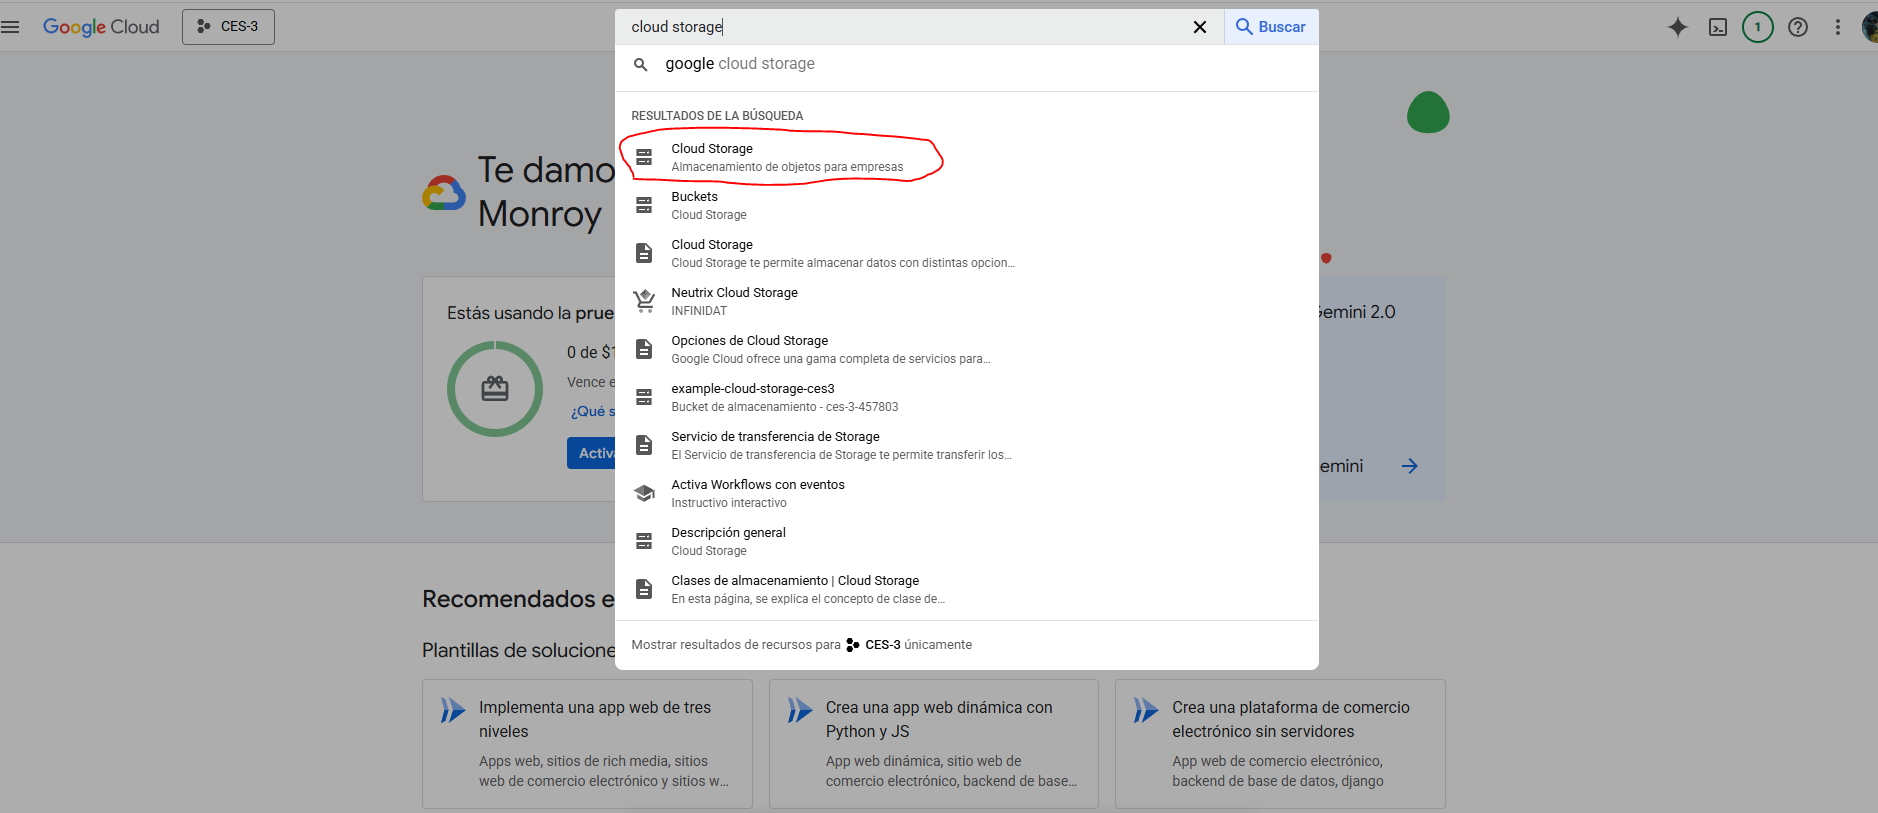 Google Cloud
CES-3
cloud storage
Buscar
1
google cloud storage
RESULTADOS DE LA BÚSQUEDA
Cloud Storage
Almacenamiento de objetos para empresas
Buckets
Cloud Storage
Cloud Storage
Cloud Storage te permite almacenar datos con distintas opcion...
Neutrix Cloud Storage
INFINIDAT
Opciones de Cloud Storage
Google Cloud ofrece una gama completa de servicios para...
example-cloud-storage-ces3
Bucket de almacenamiento - ces-3-457803
Servicio de transferencia de Storage
El Servicio de transferencia de Storage te permite transferir los...
Activa Workflows con eventos
Instructivo interactivo
Descripción general
Cloud Storage
Clases de almacenamiento | Cloud Storage
En esta página, se explica el concepto de clase de...
Mostrar resultados de recursos para CES-3 únicamente
Te damo
Monroy
Estás usando la prue
0 de $1
Vence e
¿Qué s
Activa
Gemini 2.0
emini
Recomendados e
Plantillas de solucione
Implementa una app web de tres
niveles
Apps web, sitios de rich media, sitios
web de comercio electrónico y sitios w...
Crea una app web dinámica con
Python y JS
App web dinámica, sitio web de
comercio electrónico, backend de base...
Crea una plataforma de comercio
electrónico sin servidores
App web de comercio electrónico,
backend de base de datos, django